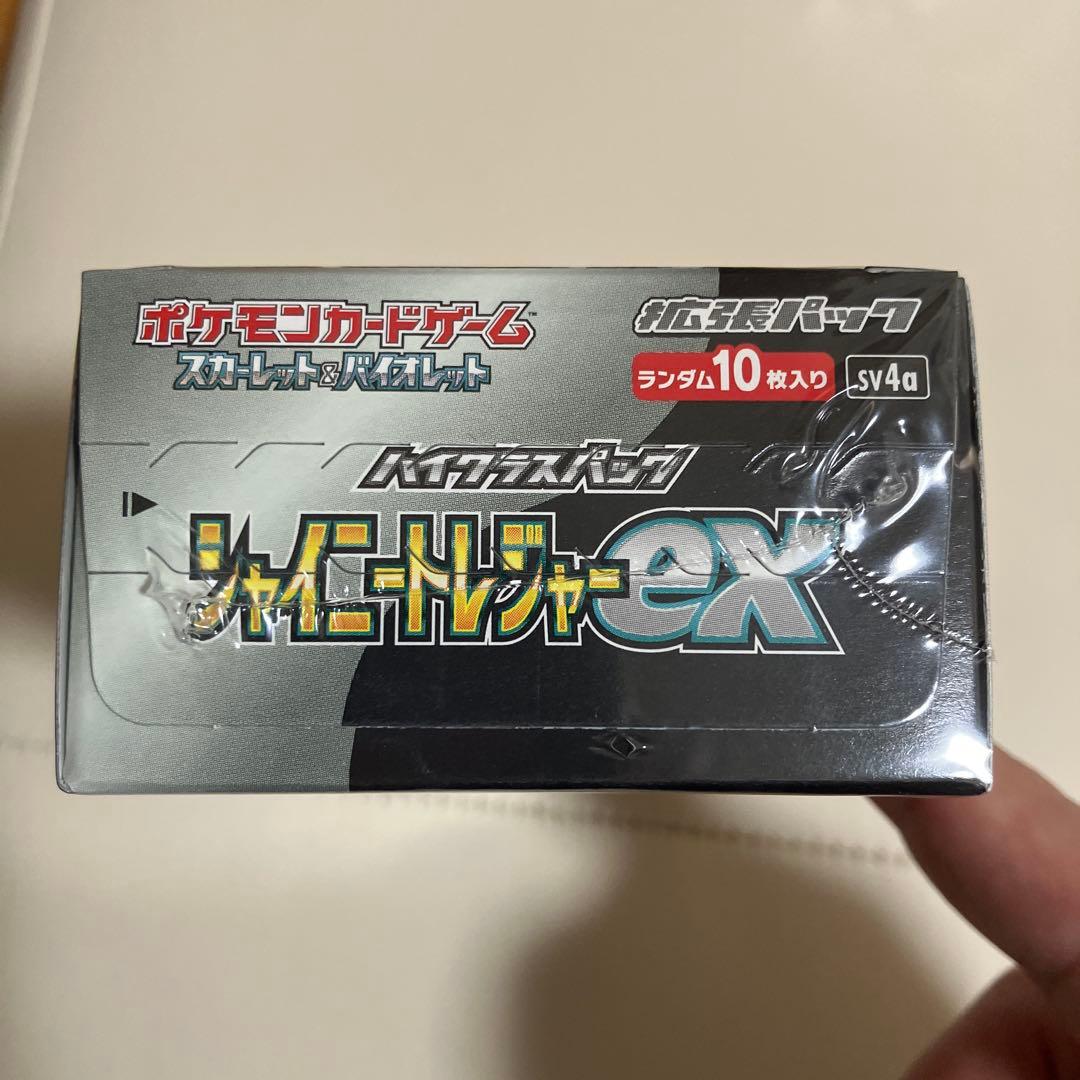 ポケモンカードゲーム™
スカーレット&バイオレット
拡張パック
ランダム10枚入り
SV4a
ハイクラスパック
シャイニートレジャーex